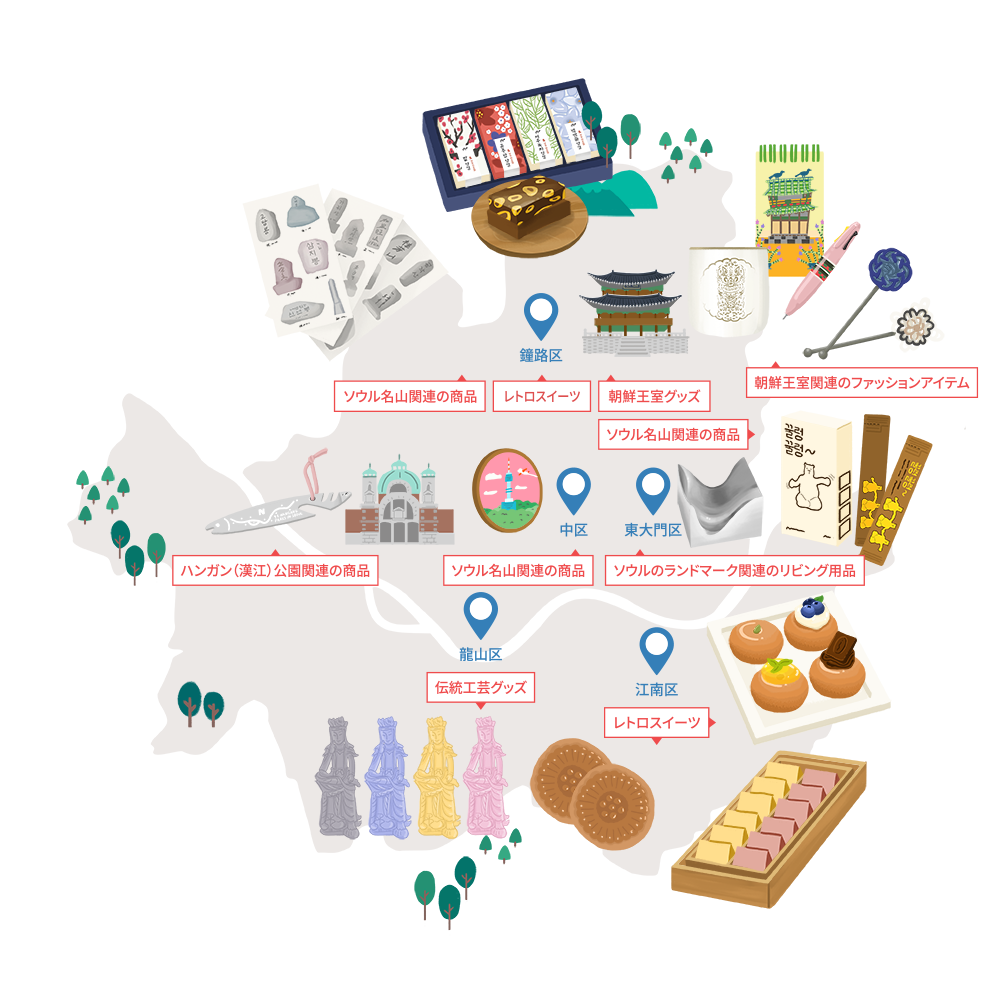 鐘路区
ソウル名山関連の商品
レトロスイーツ
朝鮮王室グッズ
朝鮮王室関連のファッションアイテム
ソウル名山関連の商品
中区
東大門区
ハンガン（漢江）公園関連の商品
ソウル名山関連の商品
ソウルのランドマーク関連のリビング用品
龍山区
伝統工芸グッズ
江南区
レトロスイーツ